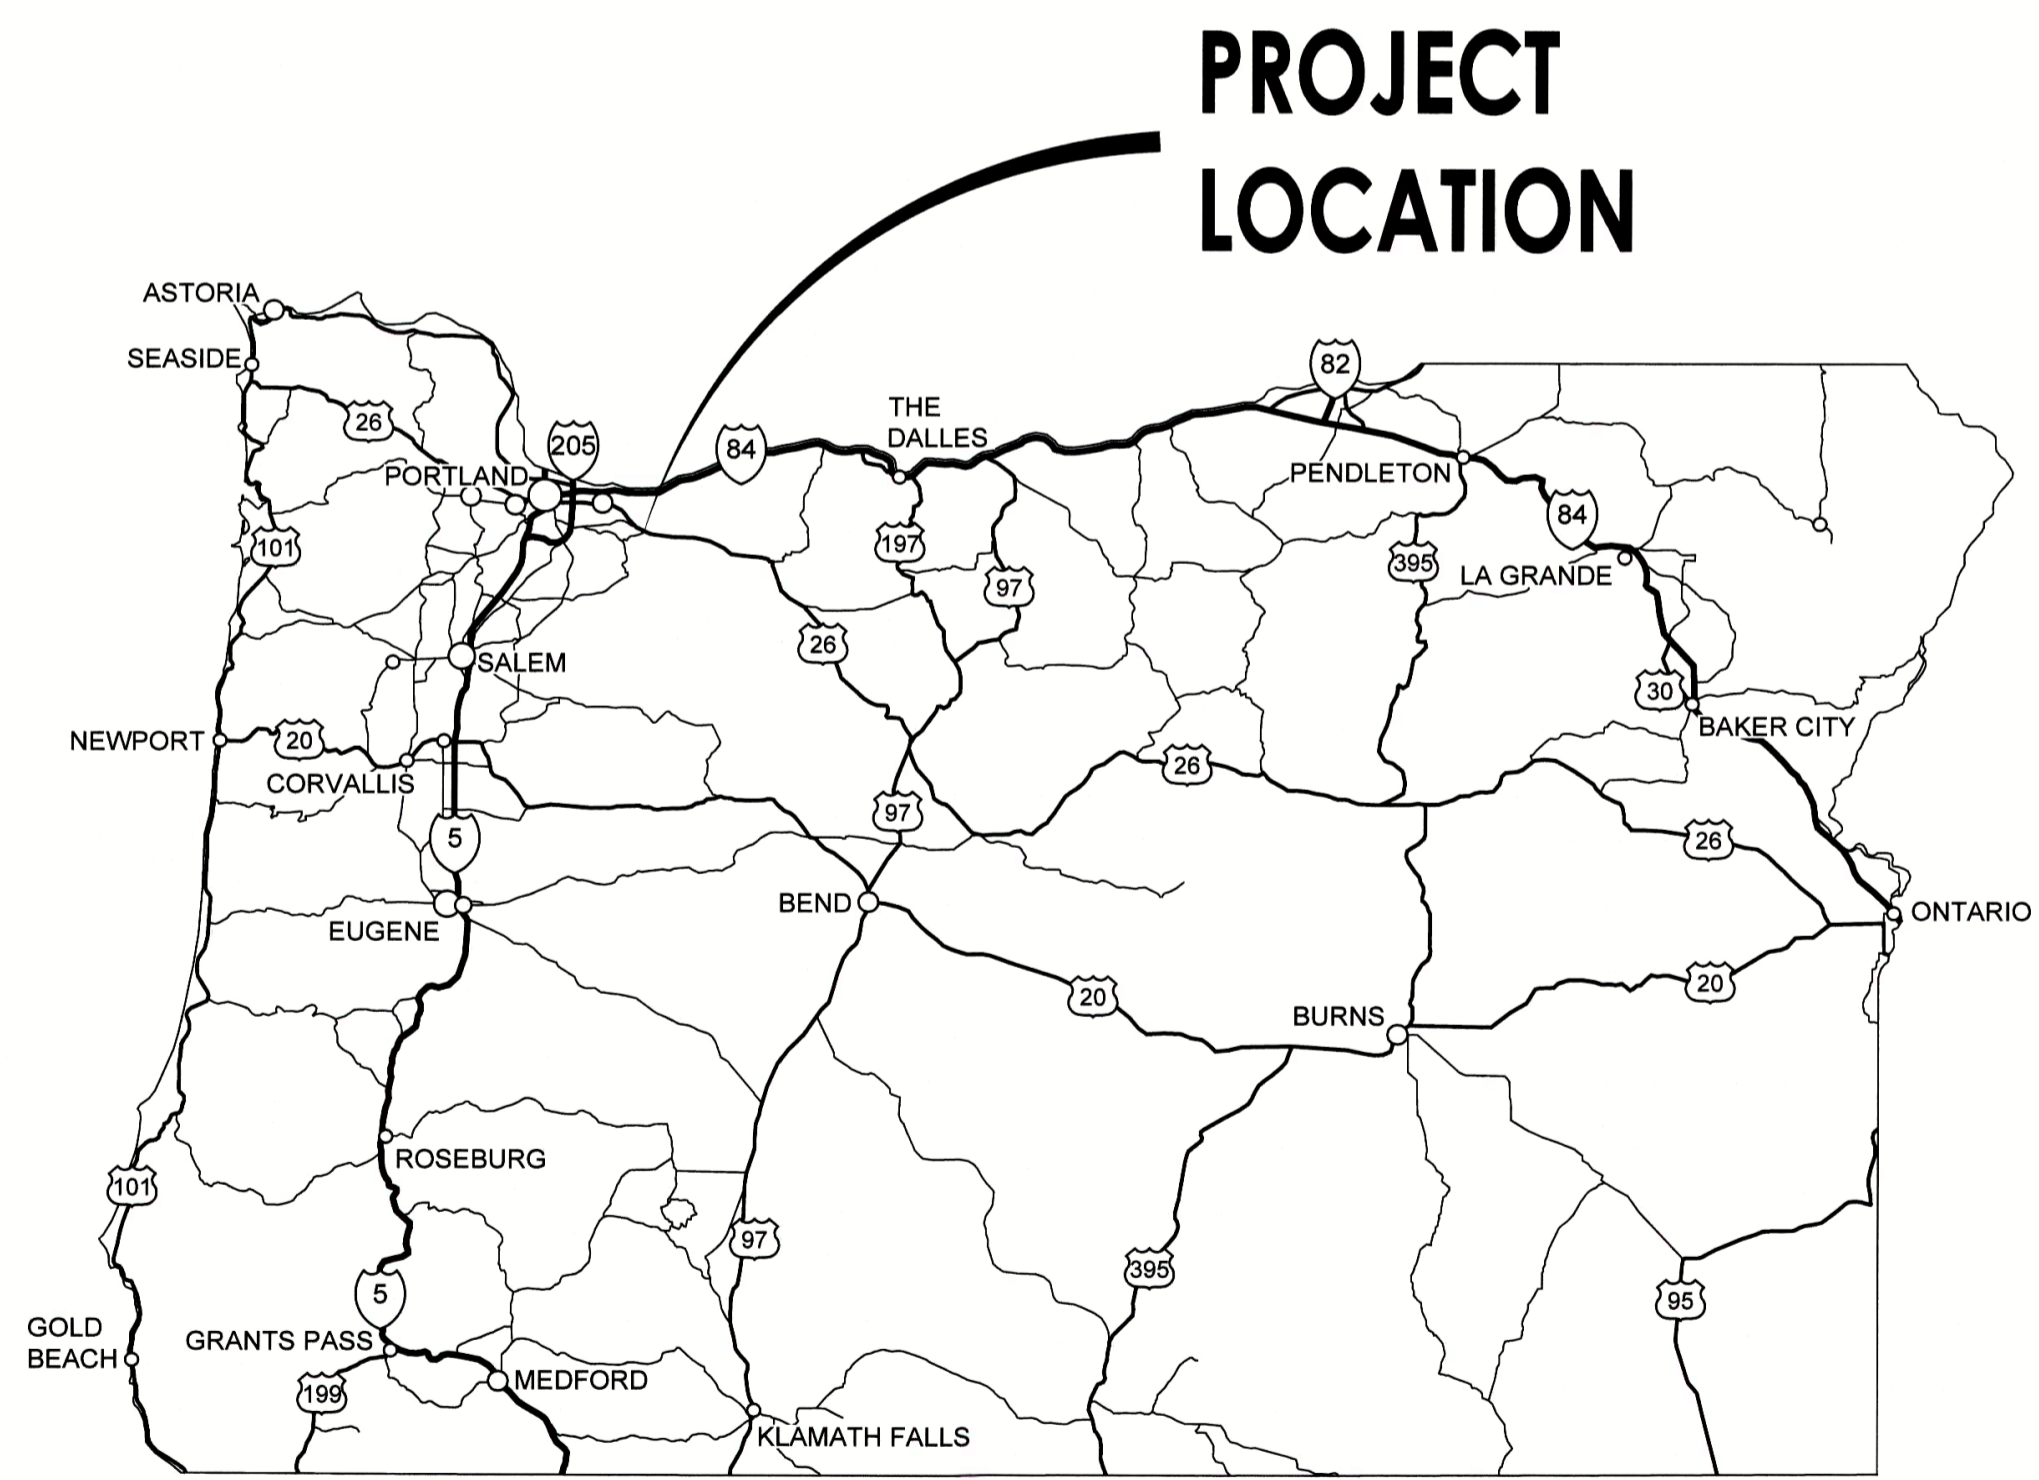 PROJECT
LOCATION
ASTORIA
SEASIDE
82
26
THE
DALLES
205
84
PORTLAND
PENDLETON
84
101
197
395
97
LA GRANDE
26
SALEM
30
BAKER CITY
NEWPORT
20
CORVALLIS
26
97
5
26
BEND
EUGENE
ONTARIO
20
20
BURNS
ROSEBURG
101
97
395
5
95
GOLD
BEACH
GRANTS PASS
199
MEDFORD
KLAMATH FALLS